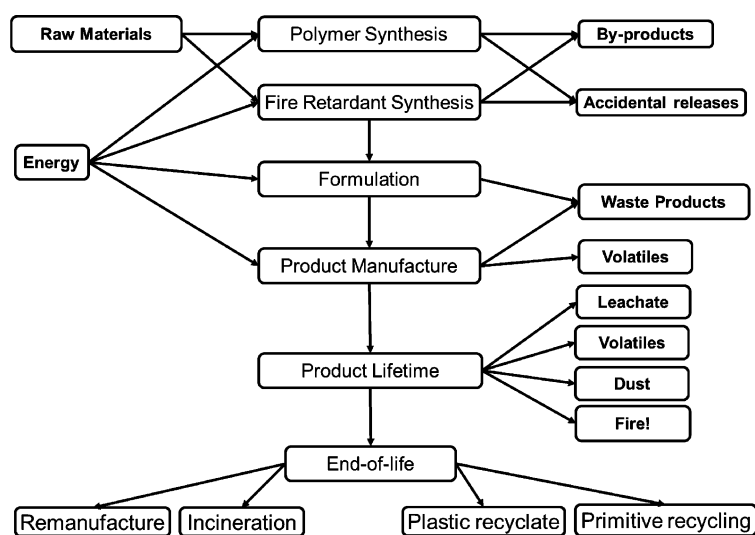 Raw Materials
Polymer Synthesis
By-products
Fire Retardant Synthesis
Accidental releases
Energy
Formulation
Waste Products
Product Manufacture
Volatiles
Leachate
Volatiles
Product Lifetime
Dust
Fire!
End-of-life
Remanufacture
Incineration
Plastic recyclate
Primitive recycling